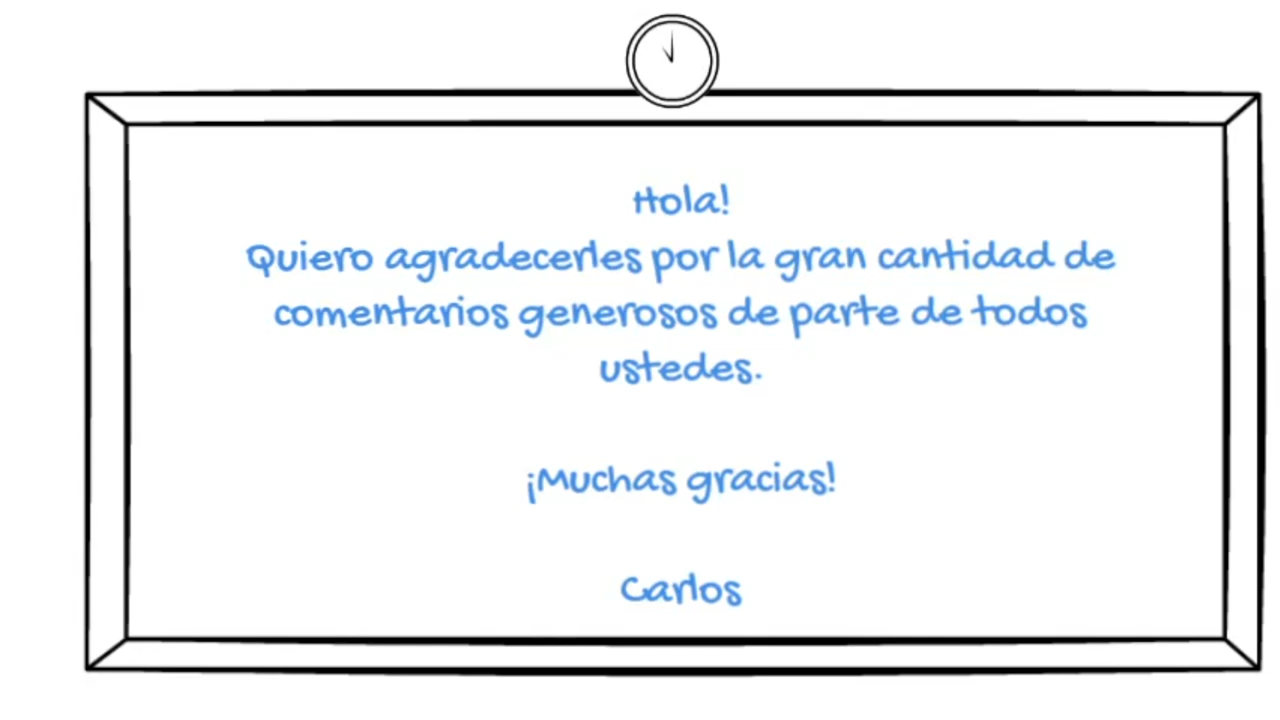 Hola!
Quiero agradecerles por la gran cantidad de
comentarios generosos de parte de todos
ustedes.
¡Muchas gracias!
Carlos